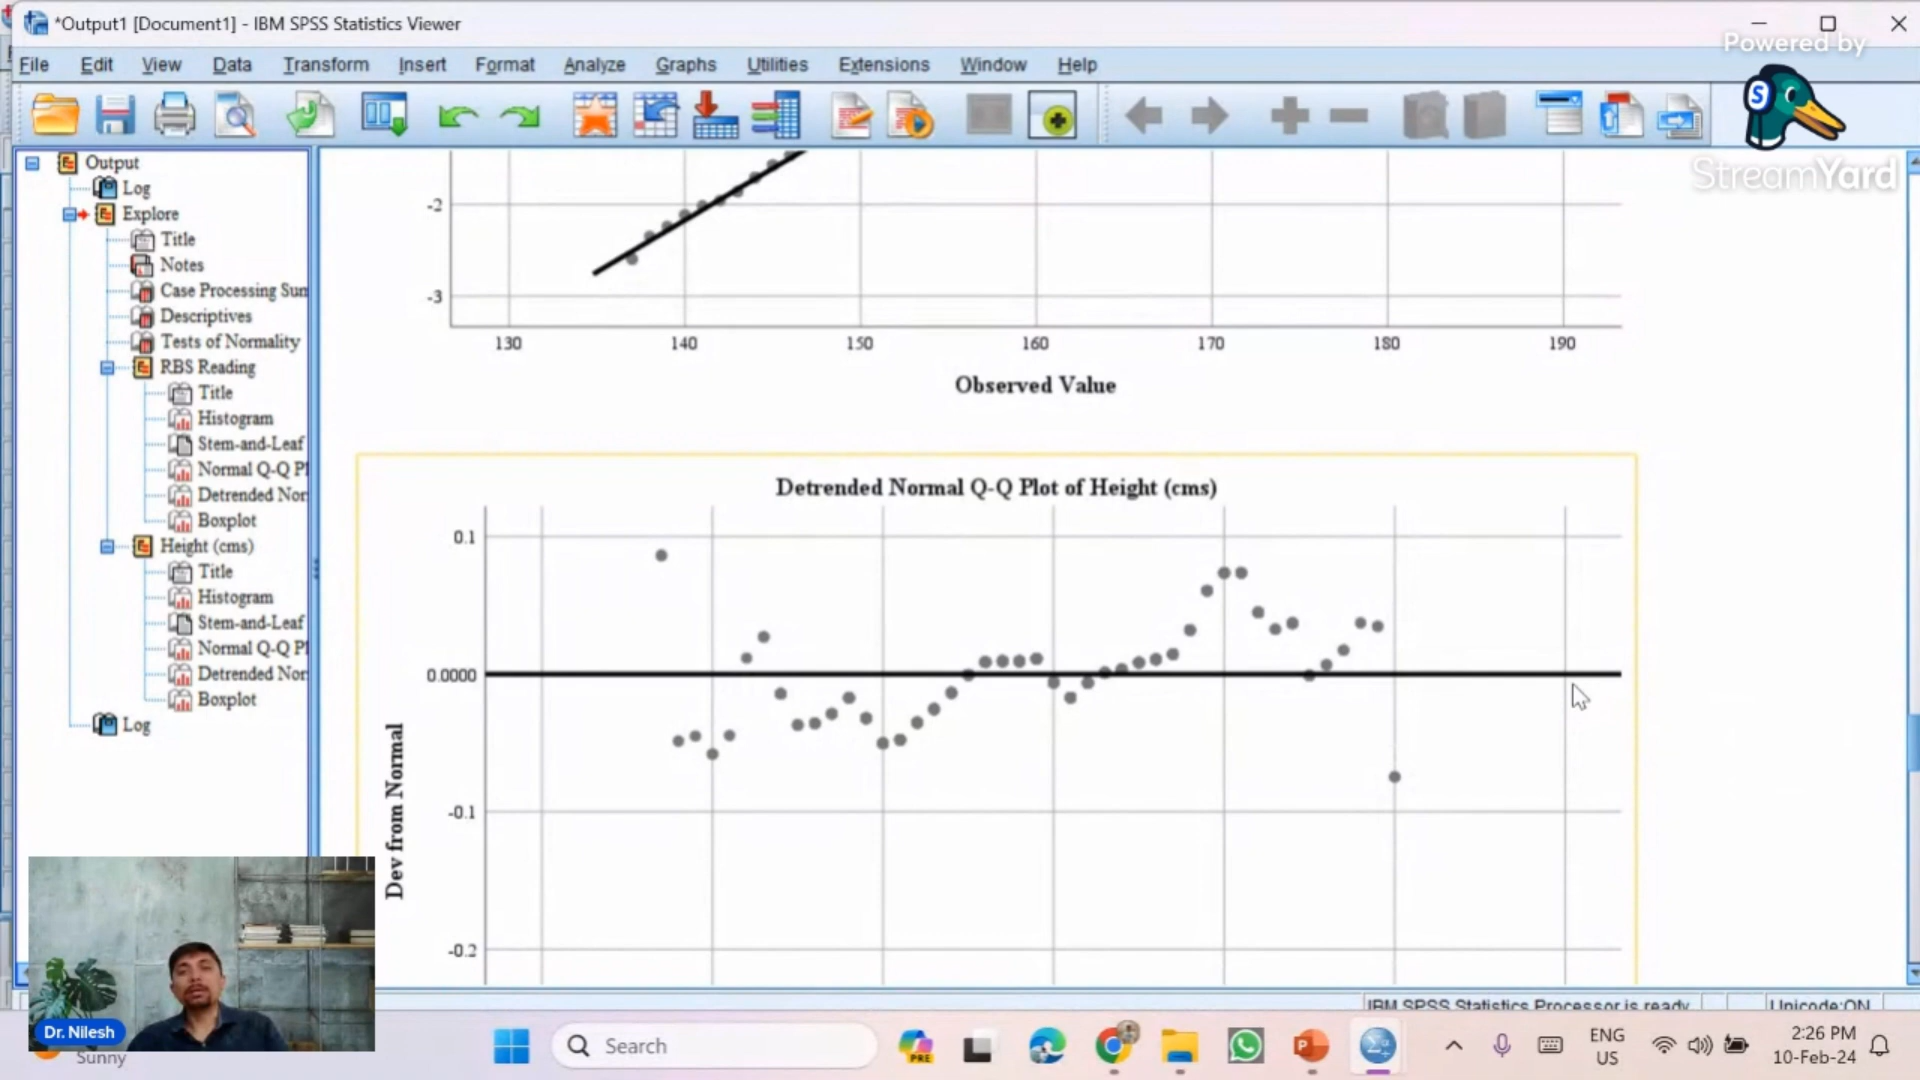 *Output1 [Document1] - IBM SPSS Statistics Viewer
Powered by
StreamYard
File Edit View Data Transform Insert Format Analyze Graphs Utilities Extensions Window Help
Output
Log
Explore
Title
Notes
Case Processing Sum
Descriptives
Tests of Normality
RBS Reading
Title
Histogram
Stem-and-Leaf
Normal Q-Q Pl
Detrended Nor
Boxplot
Height (cms)
Title
Histogram
Stem-and-Leaf
Normal Q-Q Pl
Detrended Nor
Boxplot
Log
-2
-3
130 140 150 160 170 180 190
Observed Value
Detrended Normal Q-Q Plot of Height (cms)
0.1
0.0000
-0.1
-0.2
Dev from Normal
IBM SPSS Statistics Processor is ready
Unicode:ON
Dr. Nilesh
Sunny
Search
PRE
ENG
US
2:26 PM
10-Feb-24